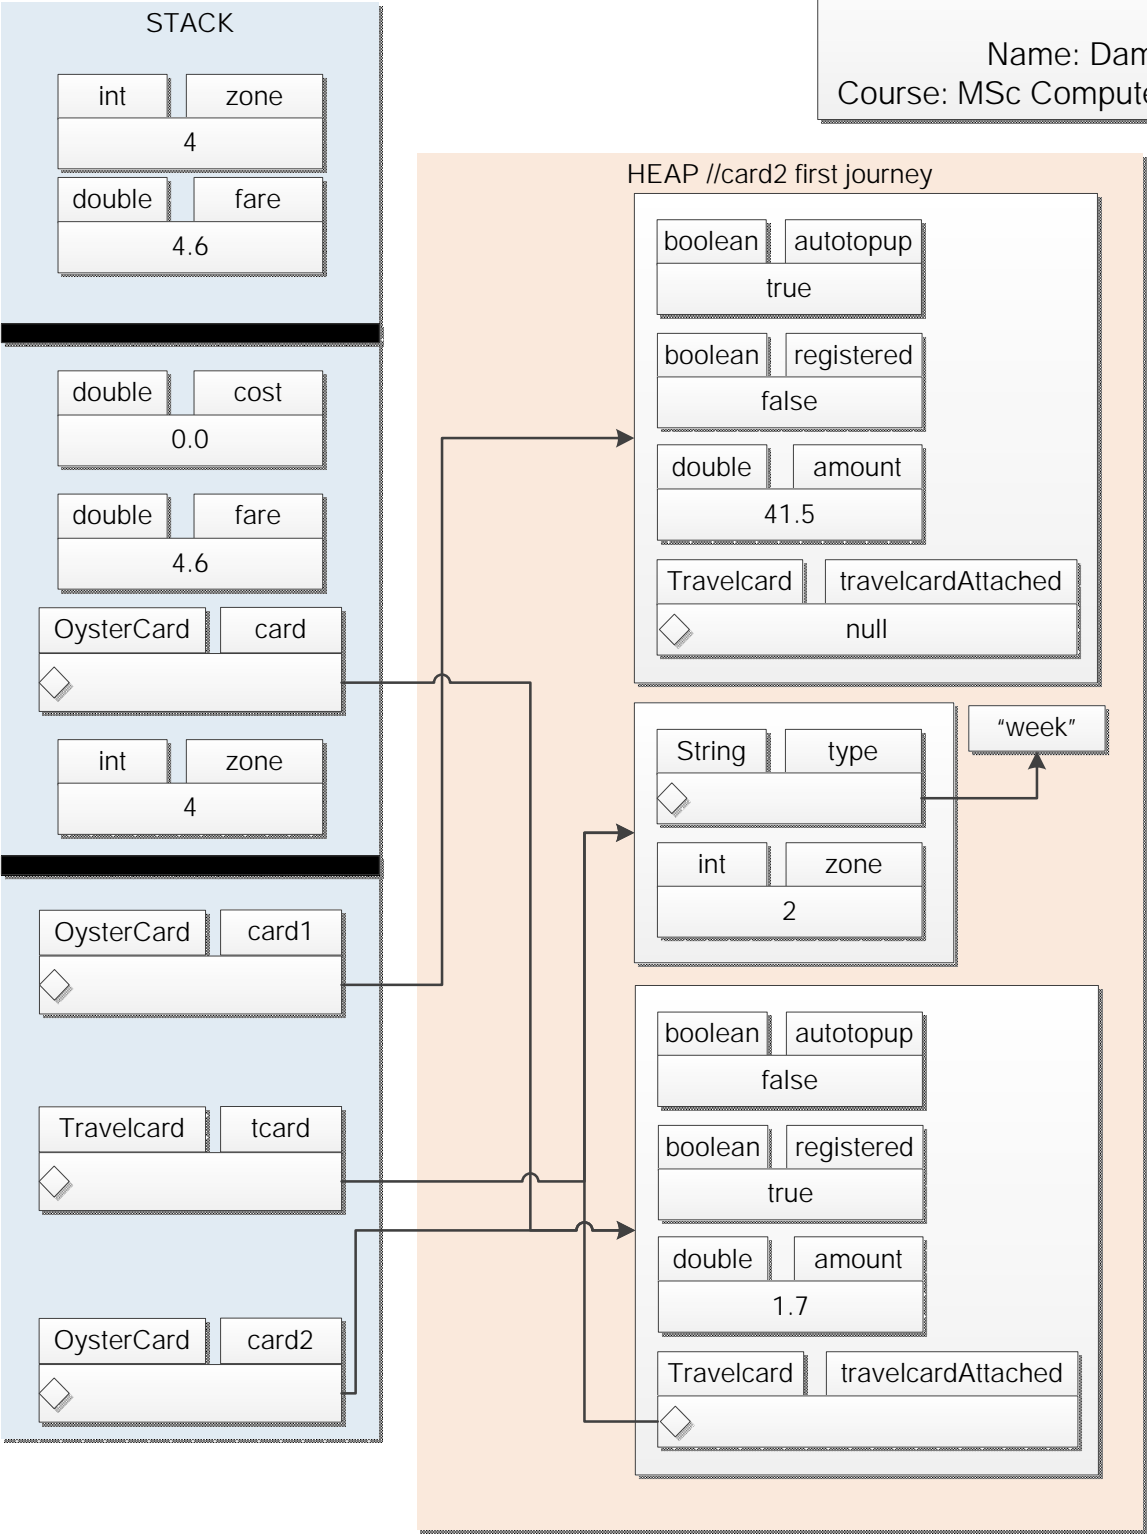 STACK
int zone
4
double fare
4.6
double cost
0.0
double fare
4.6
OysterCard card
int zone
4
OysterCard card1
Travelcard tcard
OysterCard card2
Name: Dam
Course: MSc Compute
HEAP //card2 first journey
boolean autotopup
true
boolean registered
false
double amount
41.5
Travelcard travelcardAttached
null
String type
“week”
int zone
2
boolean autotopup
false
boolean registered
true
double amount
1.7
Travelcard travelcardAttached